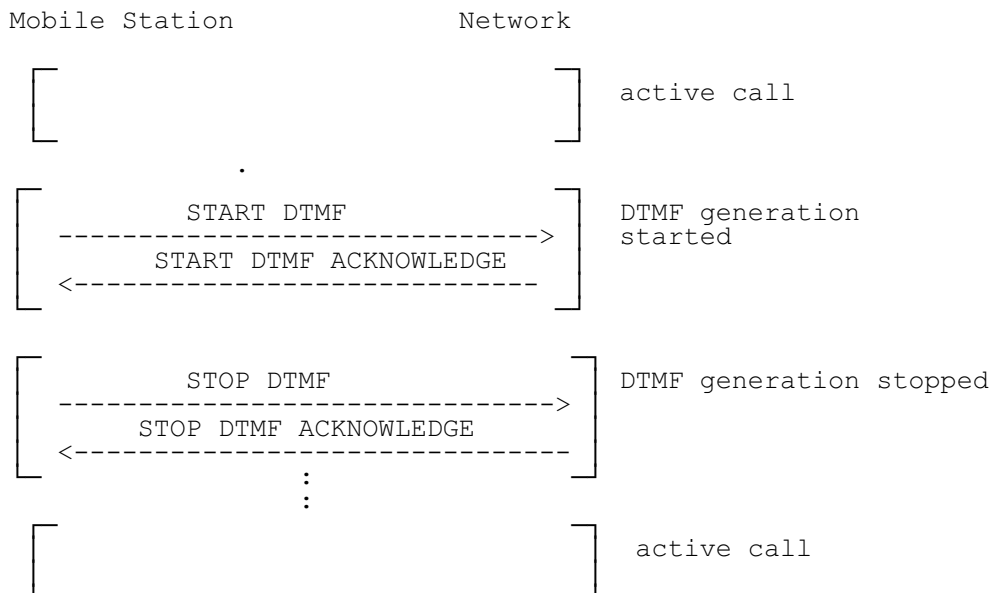 Mobile Station Network
active call
.
START DTMF DTMF generation
-------------------------------> started
START DTMF ACKNOWLEDGE
<-----------------------------
STOP DTMF DTMF generation stopped
-------------------------------->
STOP DTMF ACKNOWLEDGE
<-------------------------------
:
:
active call